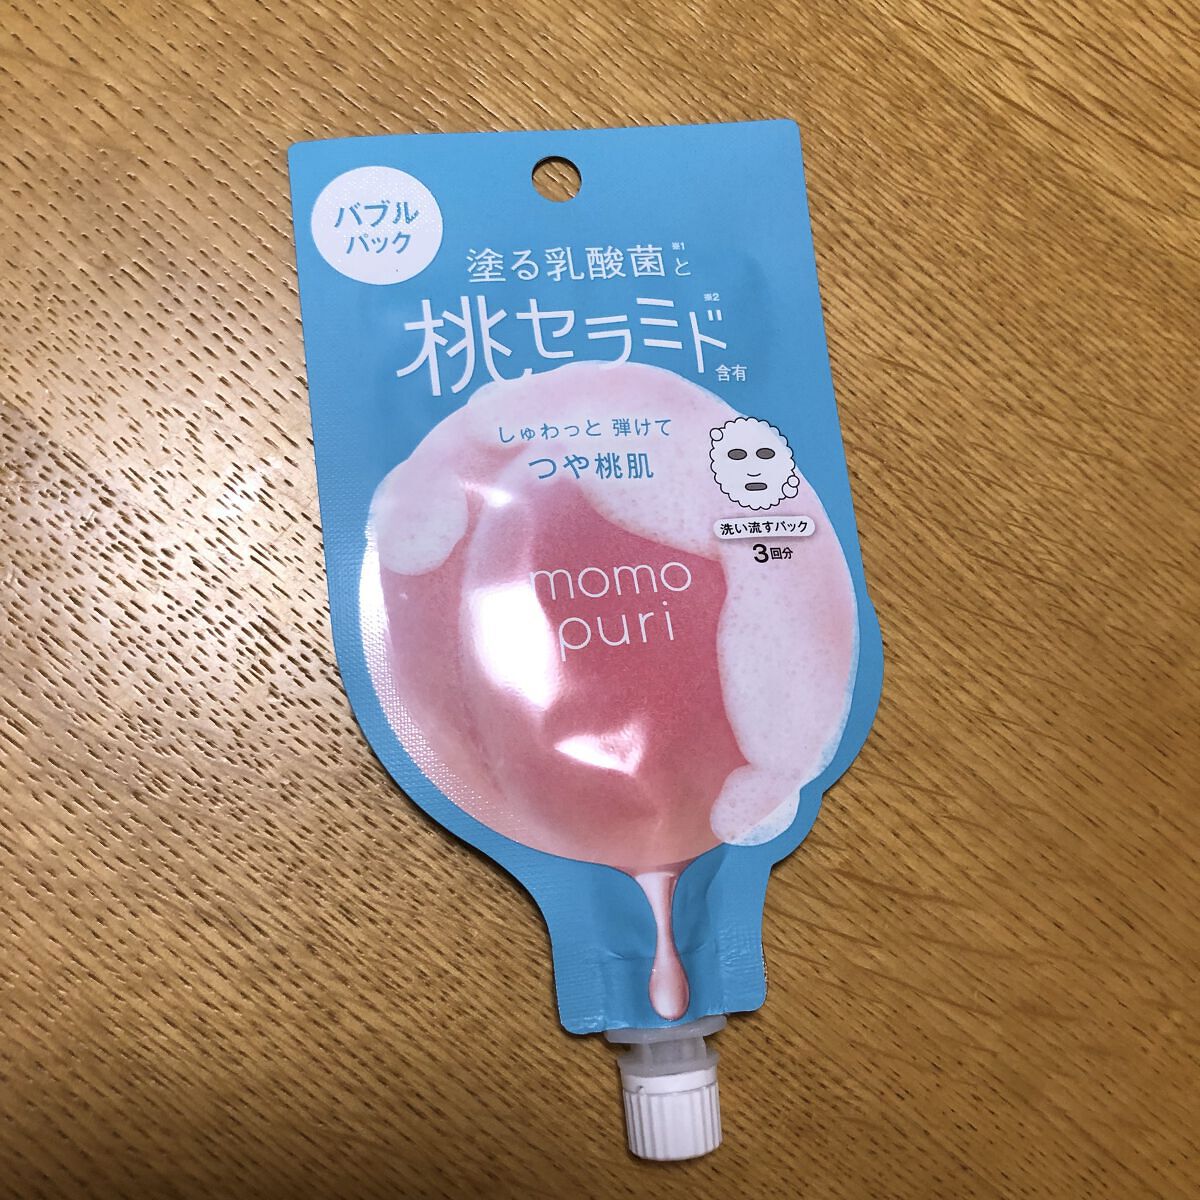 バブル
パック
塗る乳酸菌※1と
桃セラミド※2
含有
しゅわっと 弾けて
つや桃肌
洗い流すパック
3回分
momo
puri